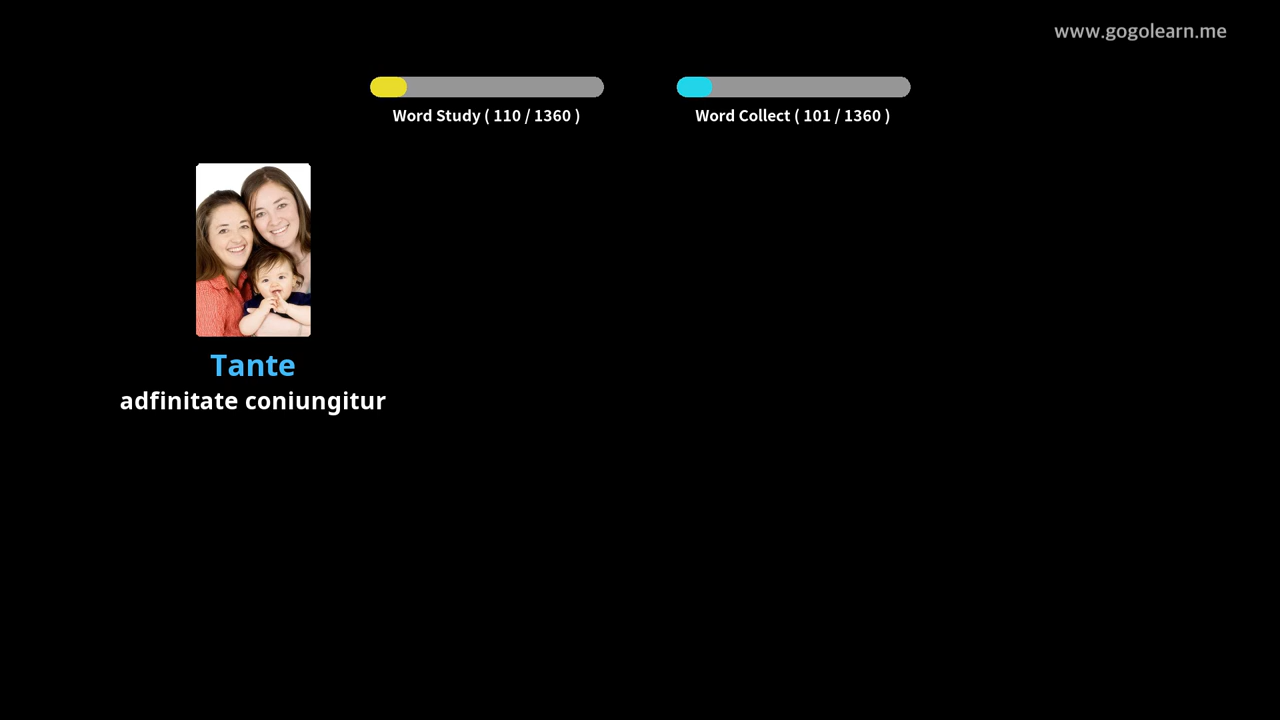 www.gogolearn.me
Word Study ( 110 / 1360 )
Word Collect ( 101 / 1360 )
Tante
adfinitate coniungitur